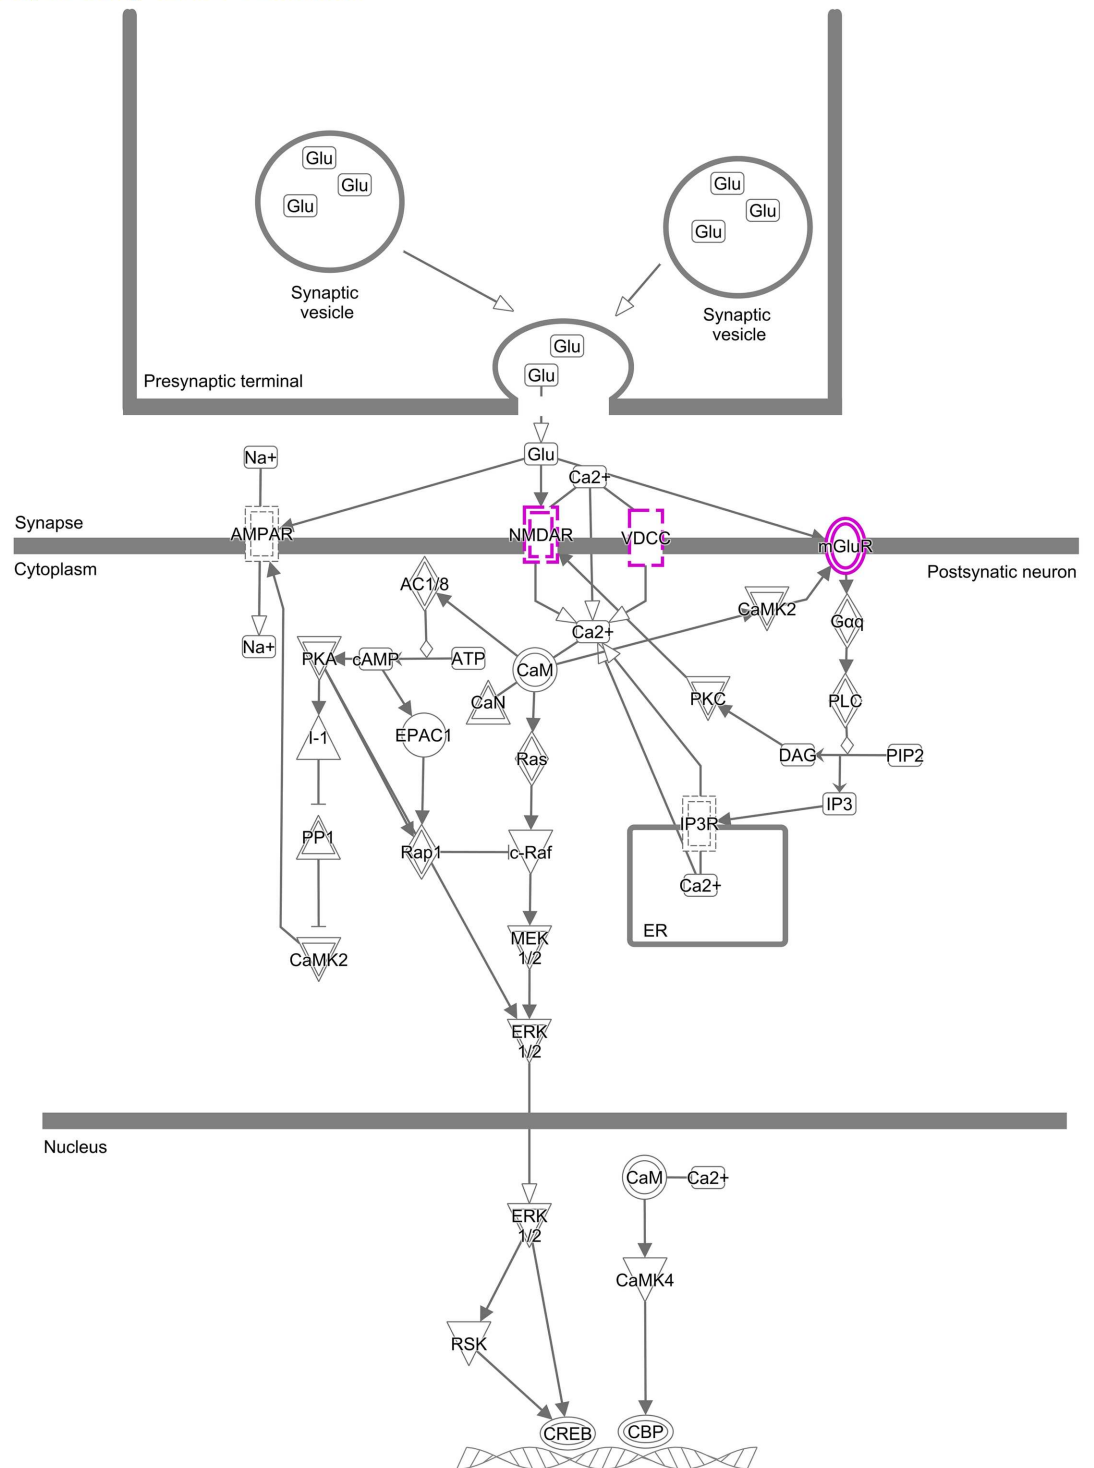 Glu
Glu
Glu
Glu
Glu
Glu
Synaptic
vesicle
Synaptic
vesicle
Glu
Glu
Presynaptic terminal
Na+
Glu
Ca2+
Synapse
AMPAR
NMDAR
VDCC
mGluR
Cytoplasm
Postsynatic neuron
AC1/8
CaMK2
Gαq
Ca2+
Na+
PKA
cAMP
ATP
CaM
CaN
PKC
PLC
I-1
EPAC1
Ras
DAG
PIP2
IP3
IP3R
PP1
Rap1
c-Raf
Ca2+
ER
MEK
1/2
CaMK2
ERK
1/2
Nucleus
CaM
Ca2+
ERK
1/2
CaMK4
RSK
CREB
CBP